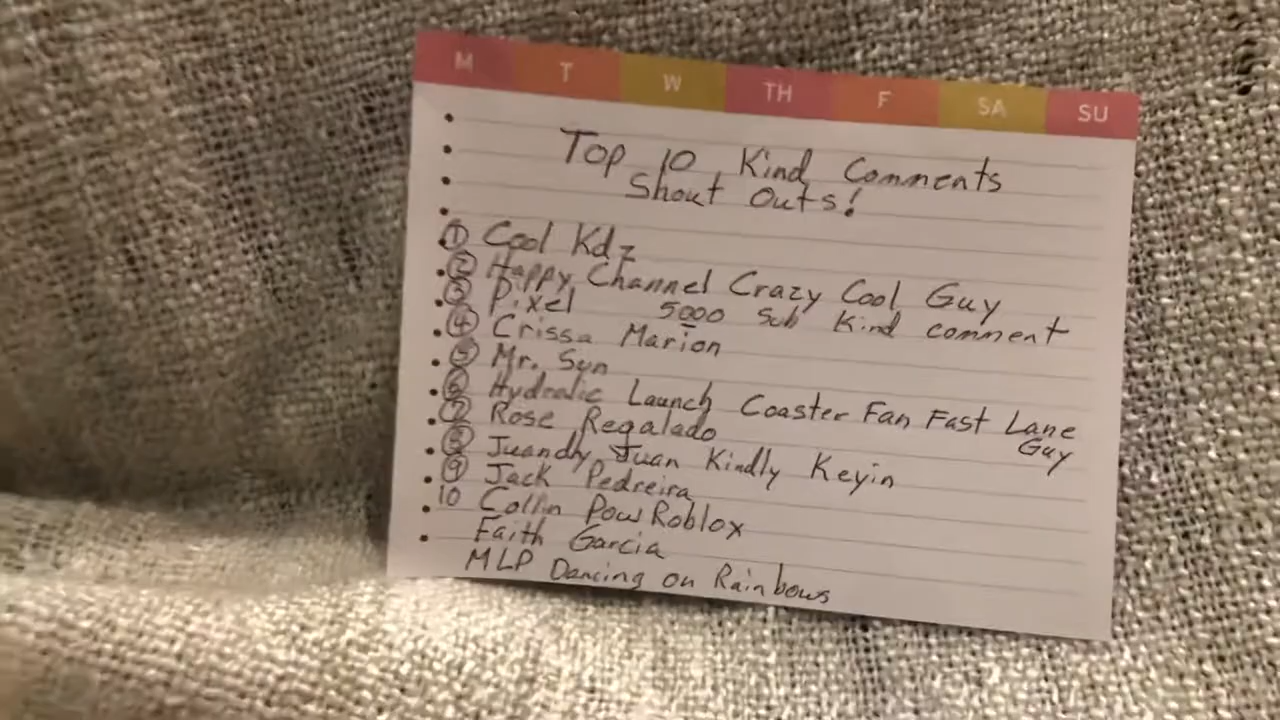 M T W TH F SA SU
Top 10 Kind Comments
Shout Outs!
① Cool Kdz
② Happy Channel Crazy Cool Guy
③ Pixel 5000 Sub Kind comment
④ Crissa Marion
⑤ Mr. Syn
⑥ Hydralic Launch Coaster Fan Fast Lane
Guy
⑦ Rose Regalado
⑧ Juandly Juan Kindly Keyin
⑨ Jack Pedreira
10 Collin Pow Roblox
Faith Garcia
MLP Dancing on Rainbows